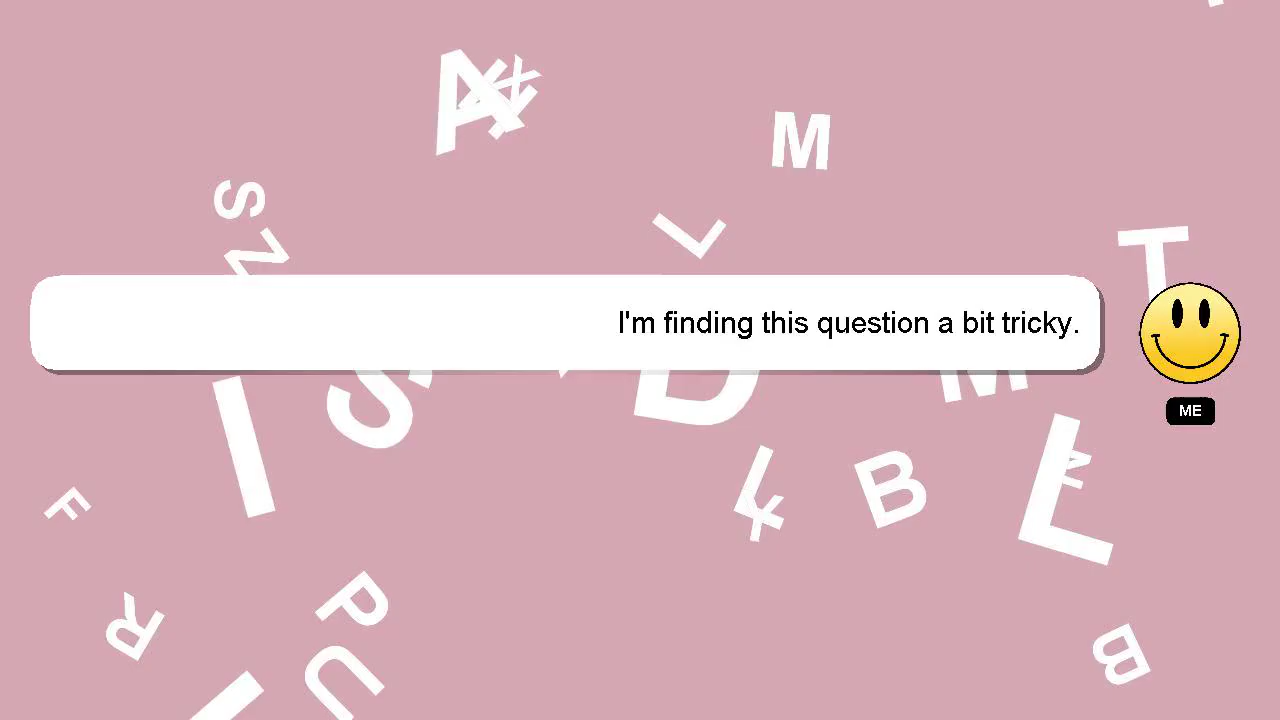 A
M
S
Z
L
T
I'm finding this question a bit tricky.
ME
S
D
M
I
L
B
L
F
Y
R
P
U
B